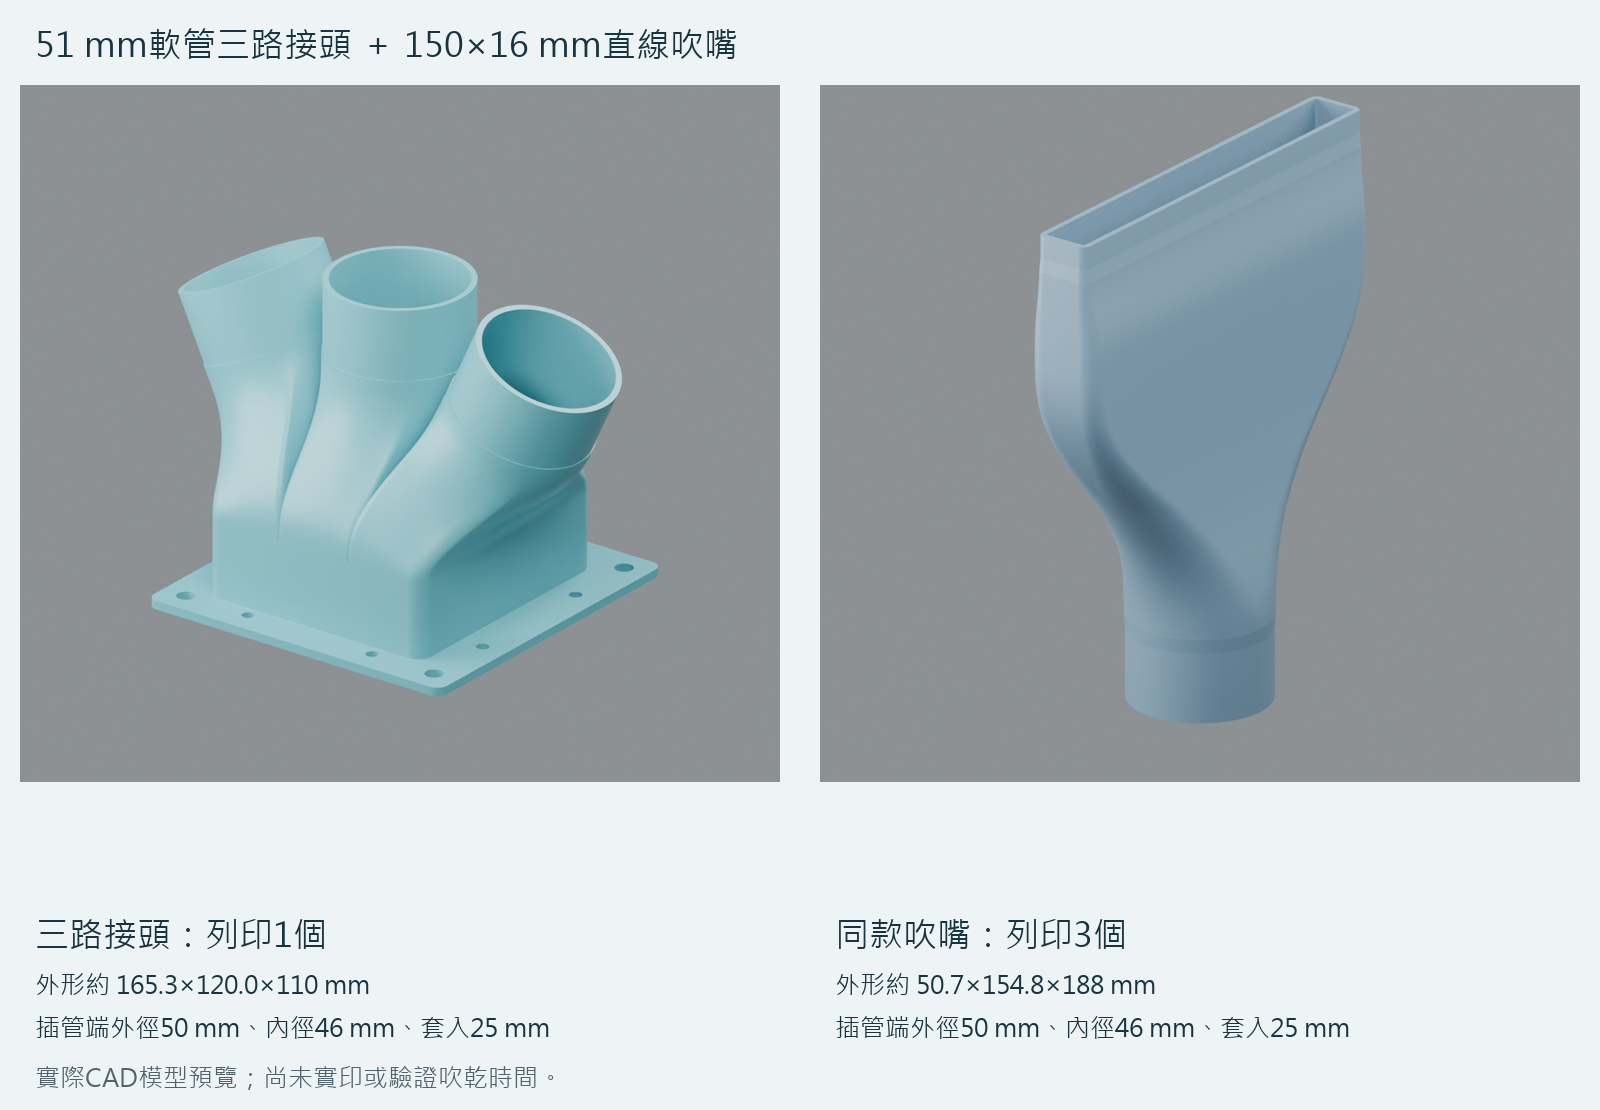 51 mm軟管三路接頭 + 150×16 mm直線吹嘴
三路接頭：列印1個
外形約 165.3×120.0×110 mm
插管端外徑50 mm、內徑46 mm、套入25 mm
實際CAD模型預覽；尚未實印或驗證吹乾時間。
同款吹嘴：列印3個
外形約 50.7×154.8×188 mm
插管端外徑50 mm、內徑46 mm、套入25 mm